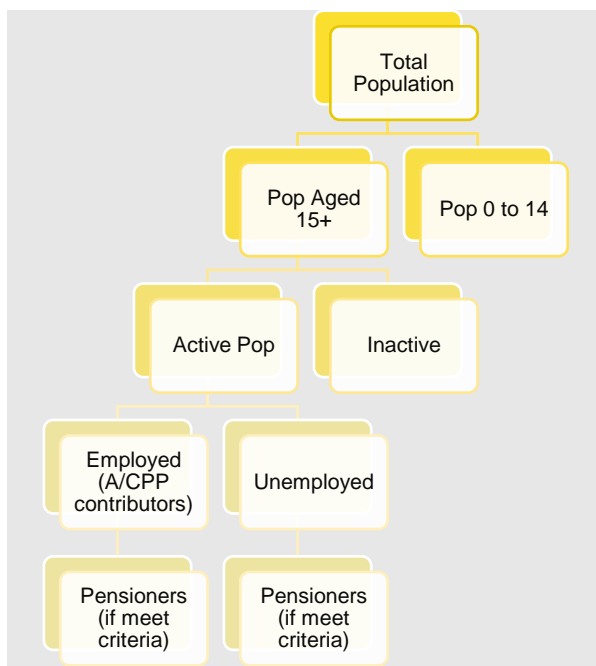 Total
Population
Pop Aged
15+
Pop 0 to 14
Active Pop
Inactive
Employed
(A/CPP
contributors)
Unemployed
Pensioners
(if meet
criteria)
Pensioners
(if meet
criteria)